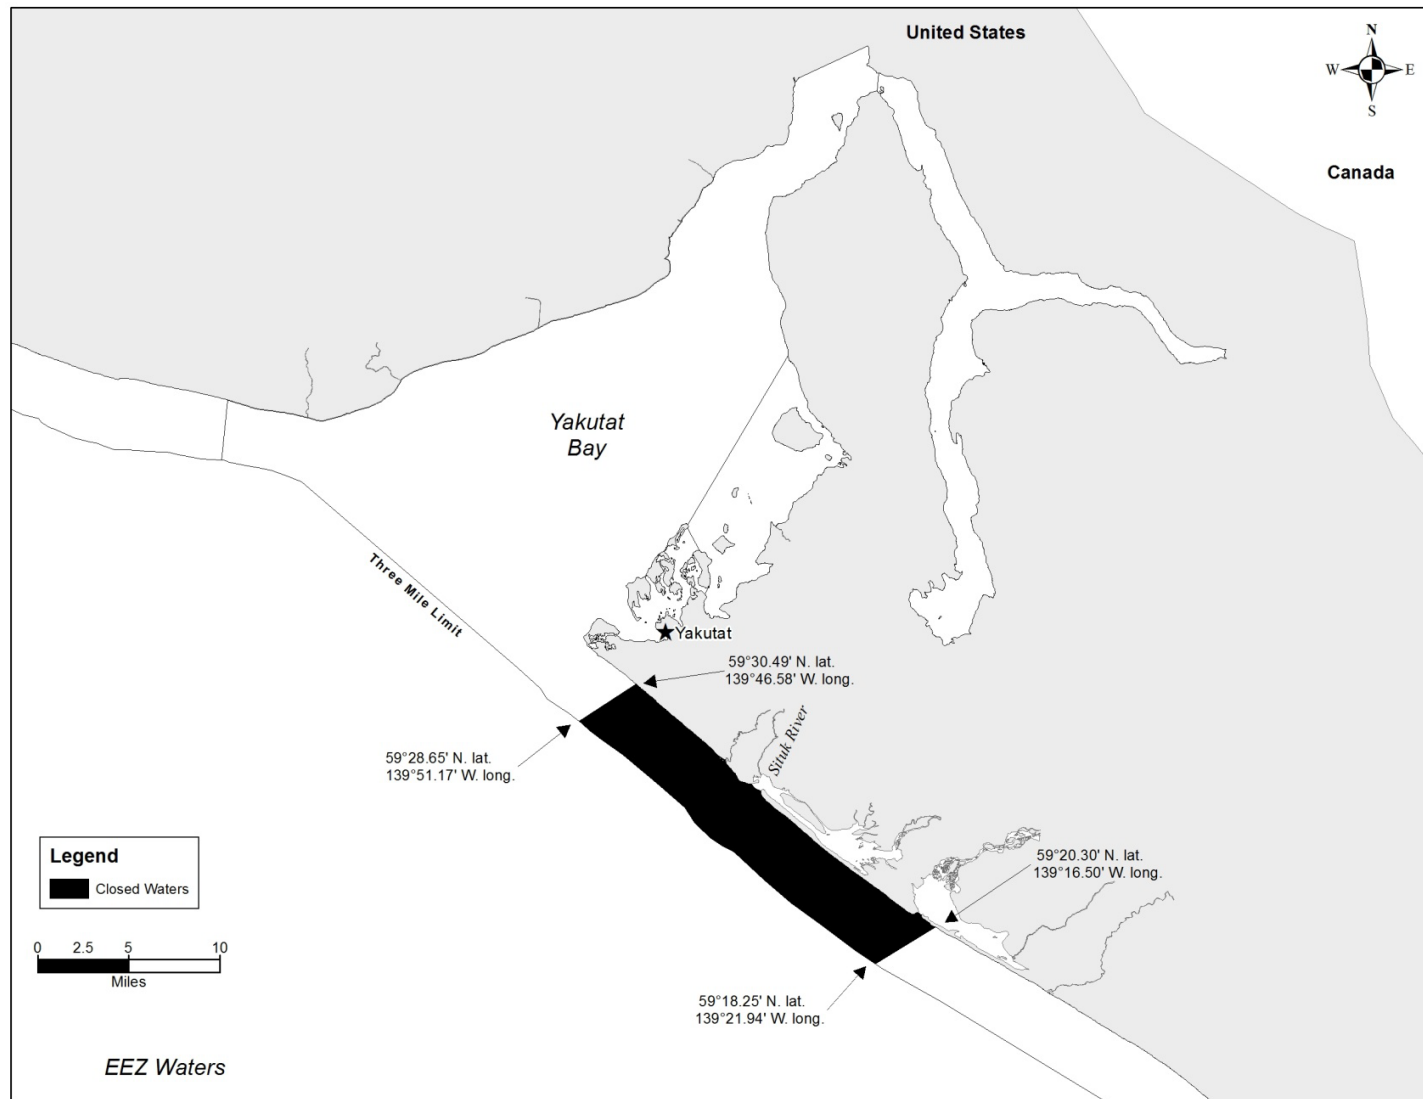 United States
N
W E
S
Canada
Yakutat
Bay
Three Mile Limit
Yakutat
59°30.49' N. lat.
139°46.58' W. long.
Situk River
59°28.65' N. lat.
139°51.17' W. long.
59°20.30' N. lat.
139°16.50' W. long.
Legend
Closed Waters
0 2.5 5 10
Miles
59°18.25' N. lat.
139°21.94' W. long.
EEZ Waters